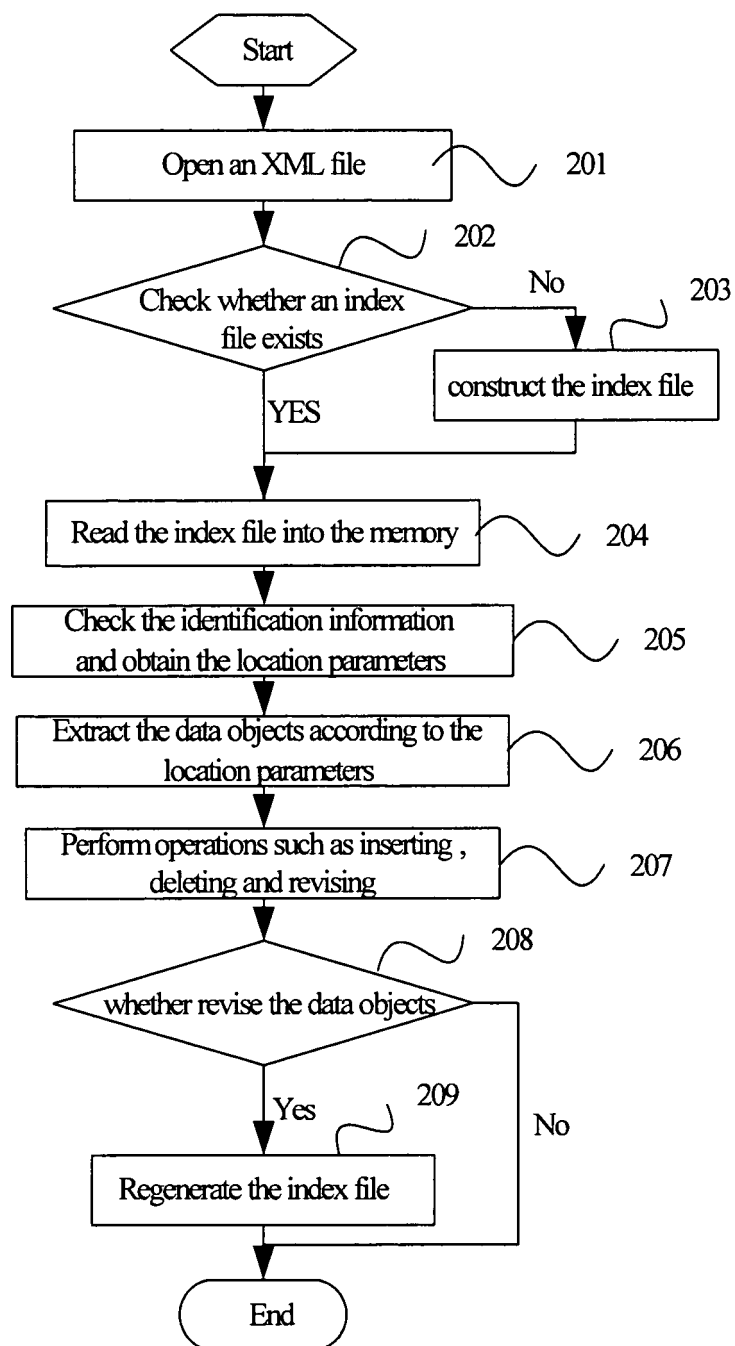 Start
Open an XML file
201
202
Check whether an index
file exists
No
203
construct the index file
YES
Read the index file into the memory
204
Check the identification information
and obtain the location parameters
205
Extract the data objects according to the
location parameters
206
Perform operations such as inserting ,
deleting and revising
207
208
whether revise the data objects
Yes
209
No
Regenerate the index file
End